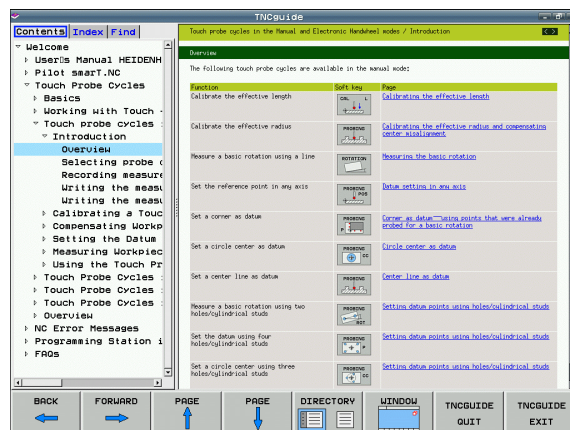 TNCguide
Contents Index Find
Touch probe cycles in the Manual and Electronic Handwheel modes / Introduction
Welcome
User's Manual HEIDENH
Pilot smarT.NC
Touch Probe Cycles
Basics
Working with Touch -
Touch probe cycles :
Introduction
Overview
Selecting probe c
Recording measure
Writing the measu
Writing the measu
Calibrating a Touc
Compensating Workp
Setting the Datum
Measuring Workpiec
Using the Touch Pr
Touch Probe Cycles :
Touch Probe Cycles :
Touch Probe Cycles :
Overview
NC Error Messages
Programming Station i
FAQs
Overview
The following touch probe cycles are available in the manual mode:
Function Soft key Page
Calibrate the effective length CAL L Calibrating the effective length
Calibrate the effective radius PROBING Calibrating the effective radius and compensating
center misalignment
Measure a basic rotation using a line ROTATION Measuring the basic rotation
Set the reference point in any axis PROBING POS Datum setting in any axis
Set a corner as datum PROBING P Corner as datum—using points that were already
probed for a basic rotation
Set a circle center as datum PROBING CC Circle center as datum
Set a center line as datum PROBING Center line as datum
Measure a basic rotation using two
holes/cylindrical studs PROBING ROT Setting datum points using holes/cylindrical studs
Set the datum using four
holes/cylindrical studs PROBING P Setting datum points using holes/cylindrical studs
Set a circle center using three
holes/cylindrical studs PROBING CC Setting datum points using holes/cylindrical studs
BACK FORWARD PAGE PAGE DIRECTORY WINDOW TNCGUIDE QUIT TNCGUIDE EXIT